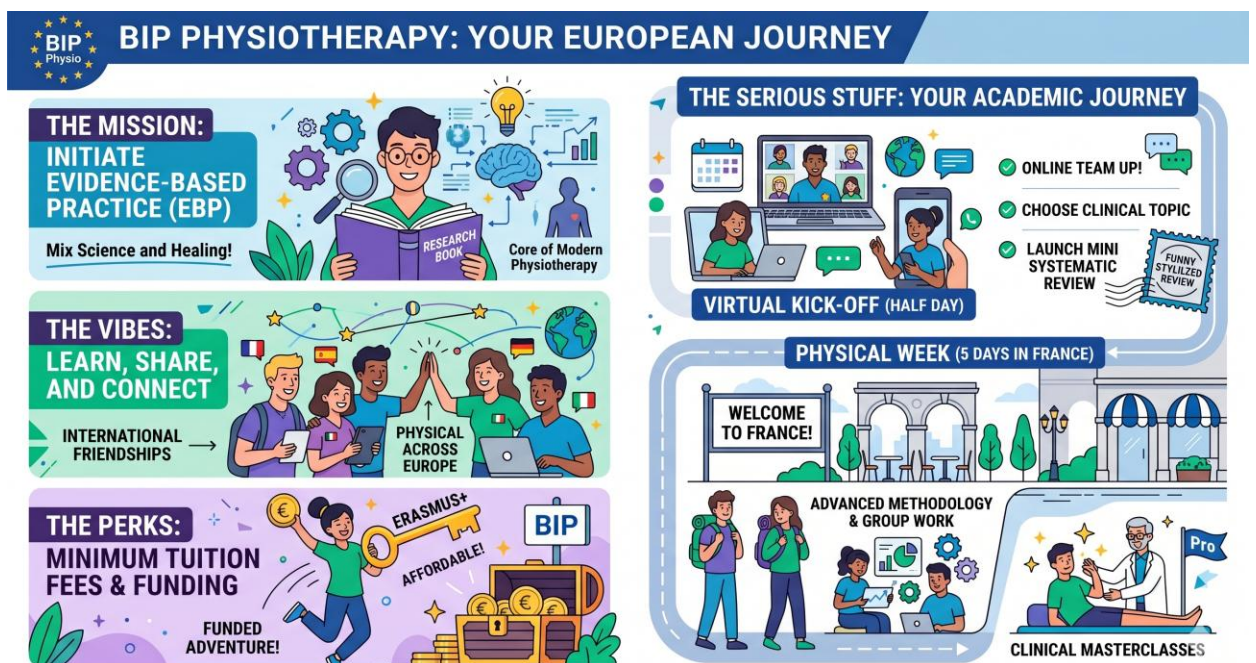 BIP
Physio
BIP PHYSIOTHERAPY: YOUR EUROPEAN JOURNEY
THE MISSION:
INITIATE
EVIDENCE-BASED
PRACTICE (EBP)
Mix Science and Healing!
RESEARCH
BOOK
Core of Modern
Physiotherapy
THE VIBES:
LEARN, SHARE,
AND CONNECT
INTERNATIONAL
FRIENDSHIPS
PHYSICAL
ACROSS
EUROPE
THE PERKS:
MINIMUM TUITION
FEES & FUNDING
FUNDED
ADVENTURE!
ERASMUS+
AFFORDABLE!
BIP
THE SERIOUS STUFF: YOUR ACADEMIC JOURNEY
ONLINE TEAM UP!
CHOOSE CLINICAL TOPIC
LAUNCH MINI
SYSTEMATIC
REVIEW
FUNNY
STYLILZED
REVIEW
VIRTUAL KICK-OFF (HALF DAY)
PHYSICAL WEEK (5 DAYS IN FRANCE)
WELCOME
TO FRANCE!
ADVANCED METHODOLOGY
& GROUP WORK
Pro
CLINICAL MASTERCLASSES